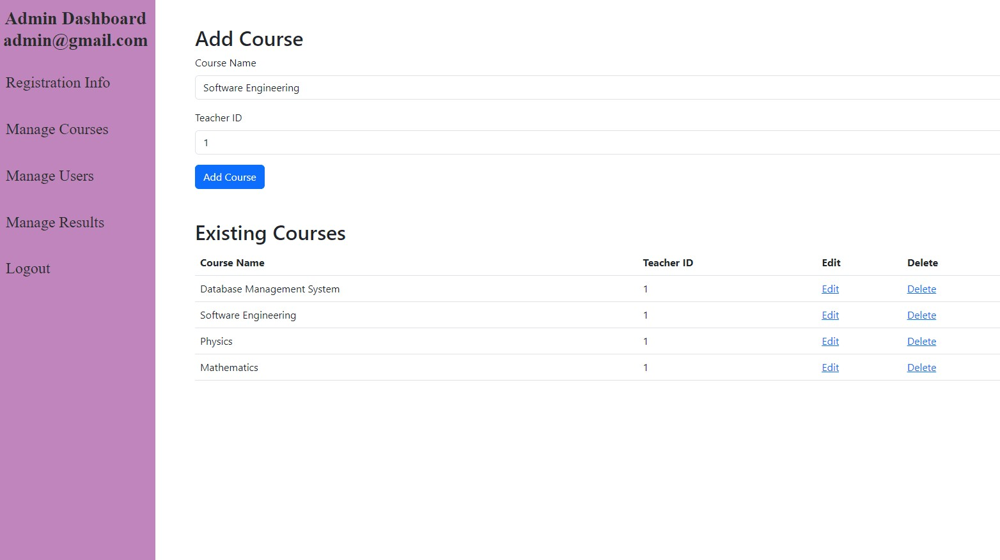 Admin Dashboard
admin@gmail.com
Registration Info
Manage Courses
Manage Users
Manage Results
Logout
Add Course
Course Name
Software Engineering
Teacher ID
1
Add Course
Existing Courses
Course Name Teacher ID Edit Delete
Database Management System 1 Edit Delete
Software Engineering 1 Edit Delete
Physics 1 Edit Delete
Mathematics 1 Edit Delete